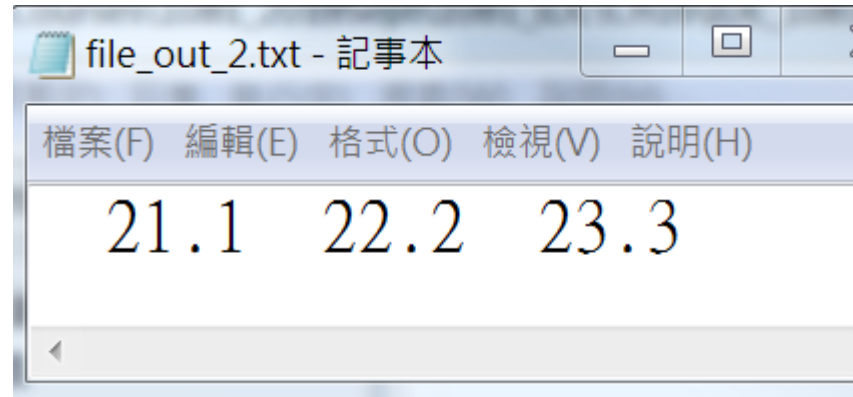 file_out_2.txt - 記事本
檔案(F) 編輯(E) 格式(O) 檢視(V) 說明(H)
21.1 22.2 23.3